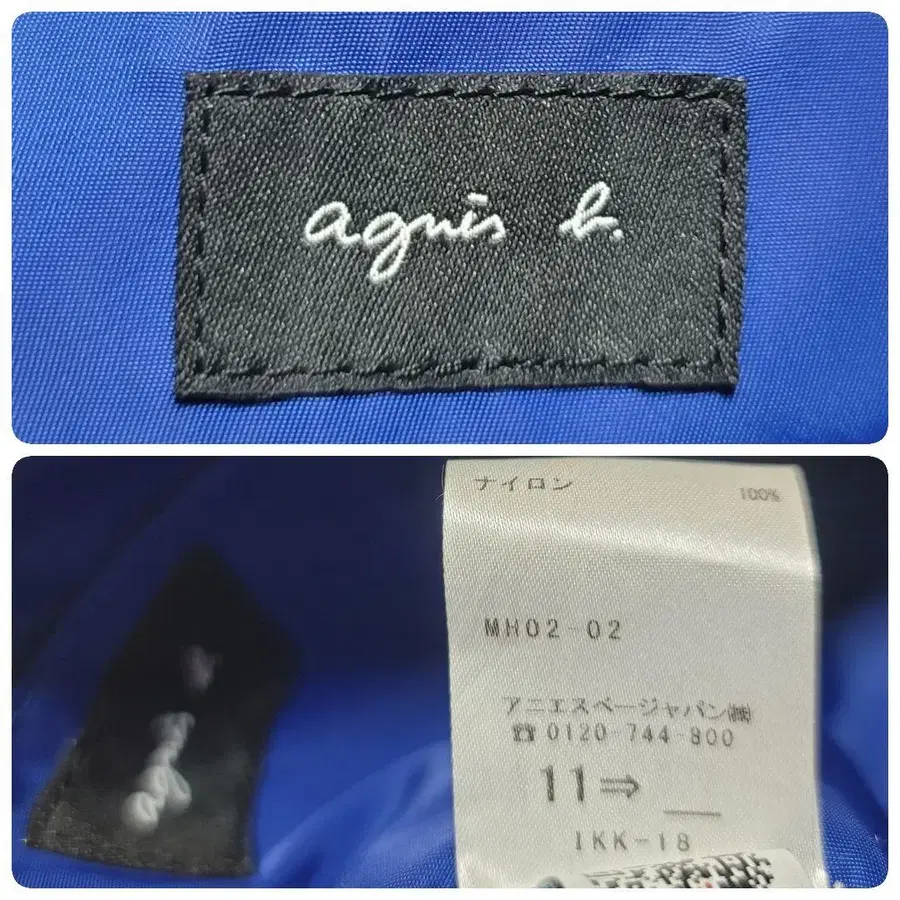 agnès b.
ナイロン 100%
MH02-02
アニエスベージャパン㈱
☎ 0120-744-800
11⇒
IKK-18